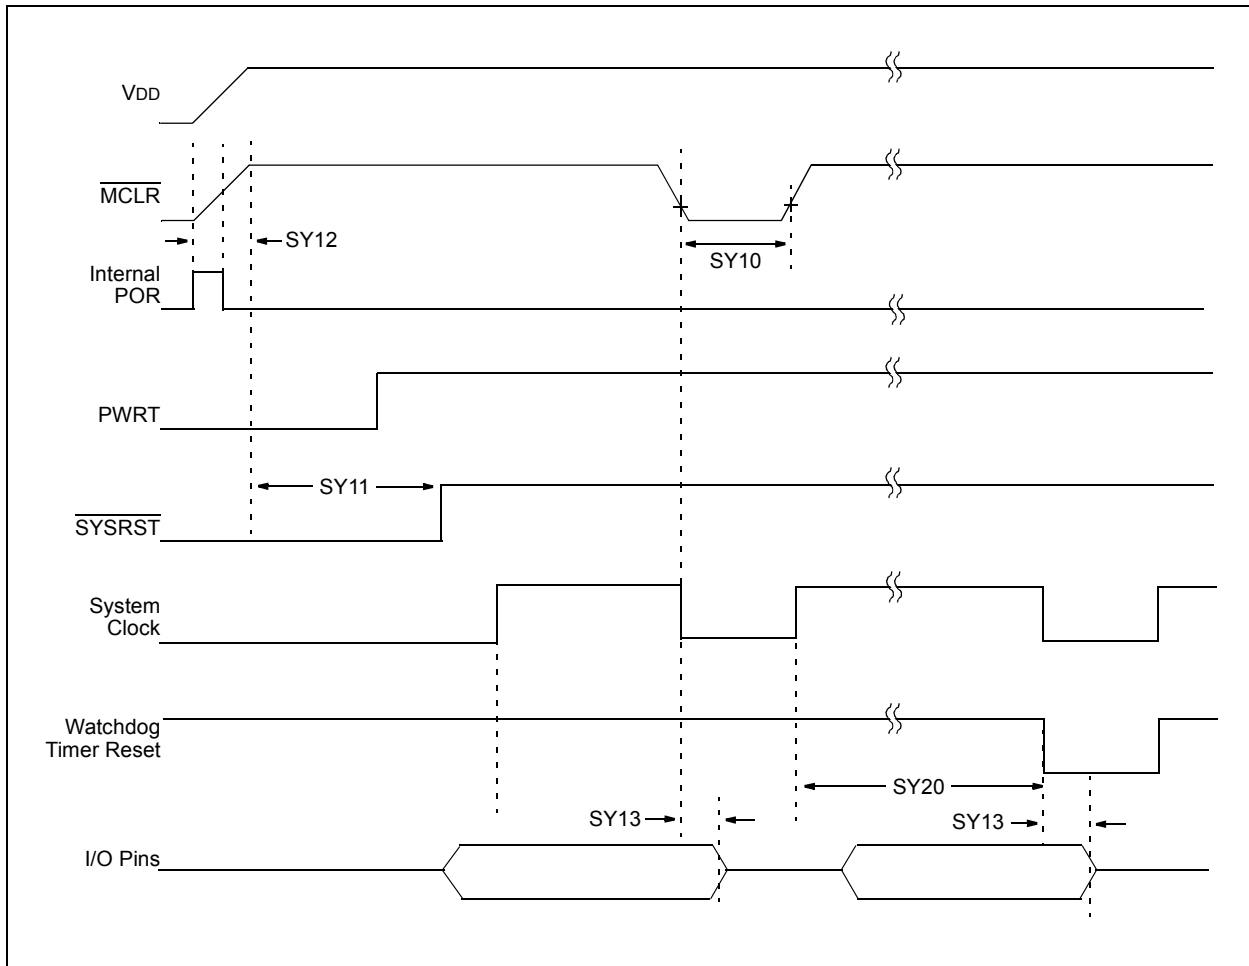 VDD
MCLR
SY12
SY10
Internal
POR
PWRT
SY11
SYSRST
System
Clock
Watchdog
Timer Reset
SY20
SY13
SY13
I/O Pins